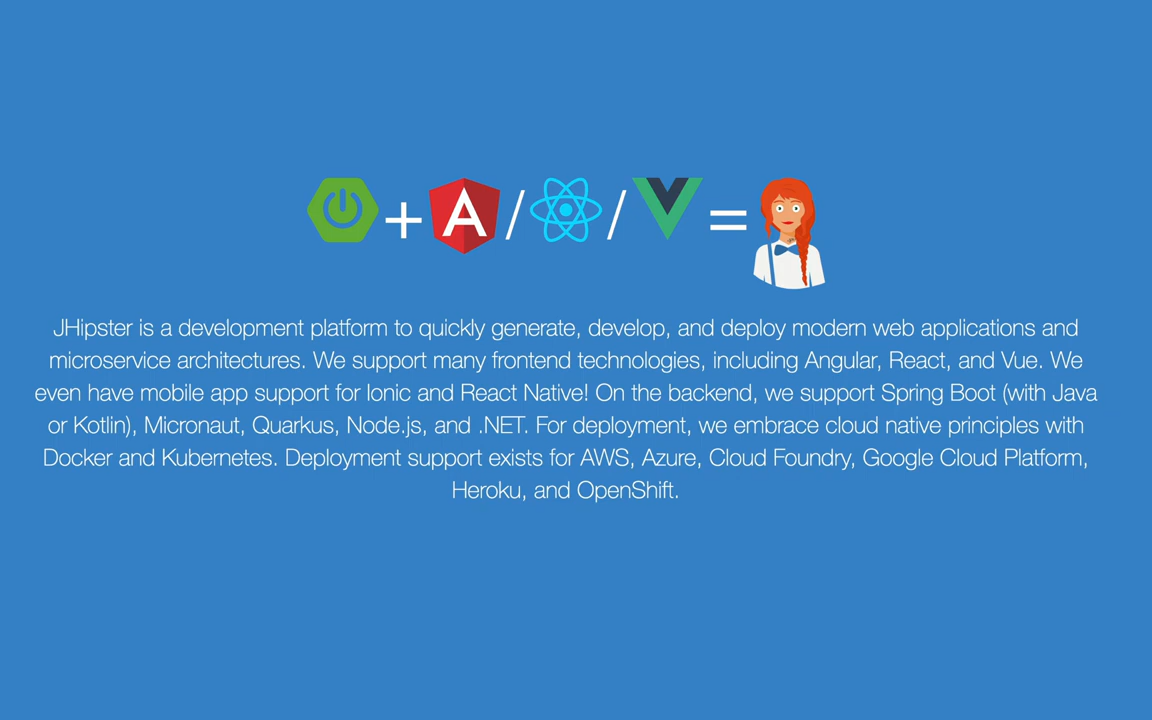 + A / / =
JHipster is a development platform to quickly generate, develop, and deploy modern web applications and
microservice architectures. We support many frontend technologies, including Angular, React, and Vue. We
even have mobile app support for Ionic and React Native! On the backend, we support Spring Boot (with Java
or Kotlin), Micronaut, Quarkus, Node.js, and .NET. For deployment, we embrace cloud native principles with
Docker and Kubernetes. Deployment support exists for AWS, Azure, Cloud Foundry, Google Cloud Platform,
Heroku, and OpenShift.